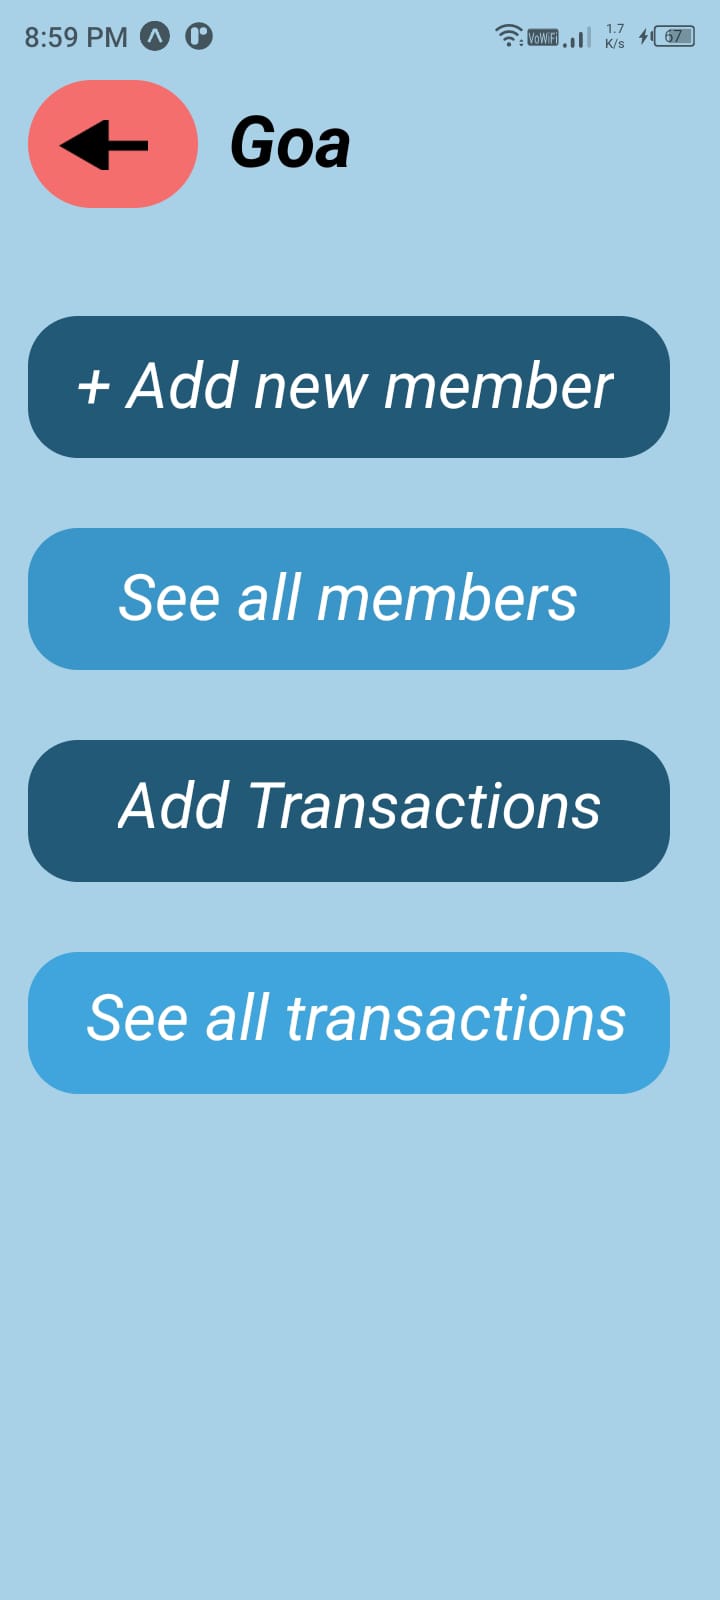 8:59 PM VoWiFi 1.7 K/s 67
Goa
+ Add new member
See all members
Add Transactions
See all transactions